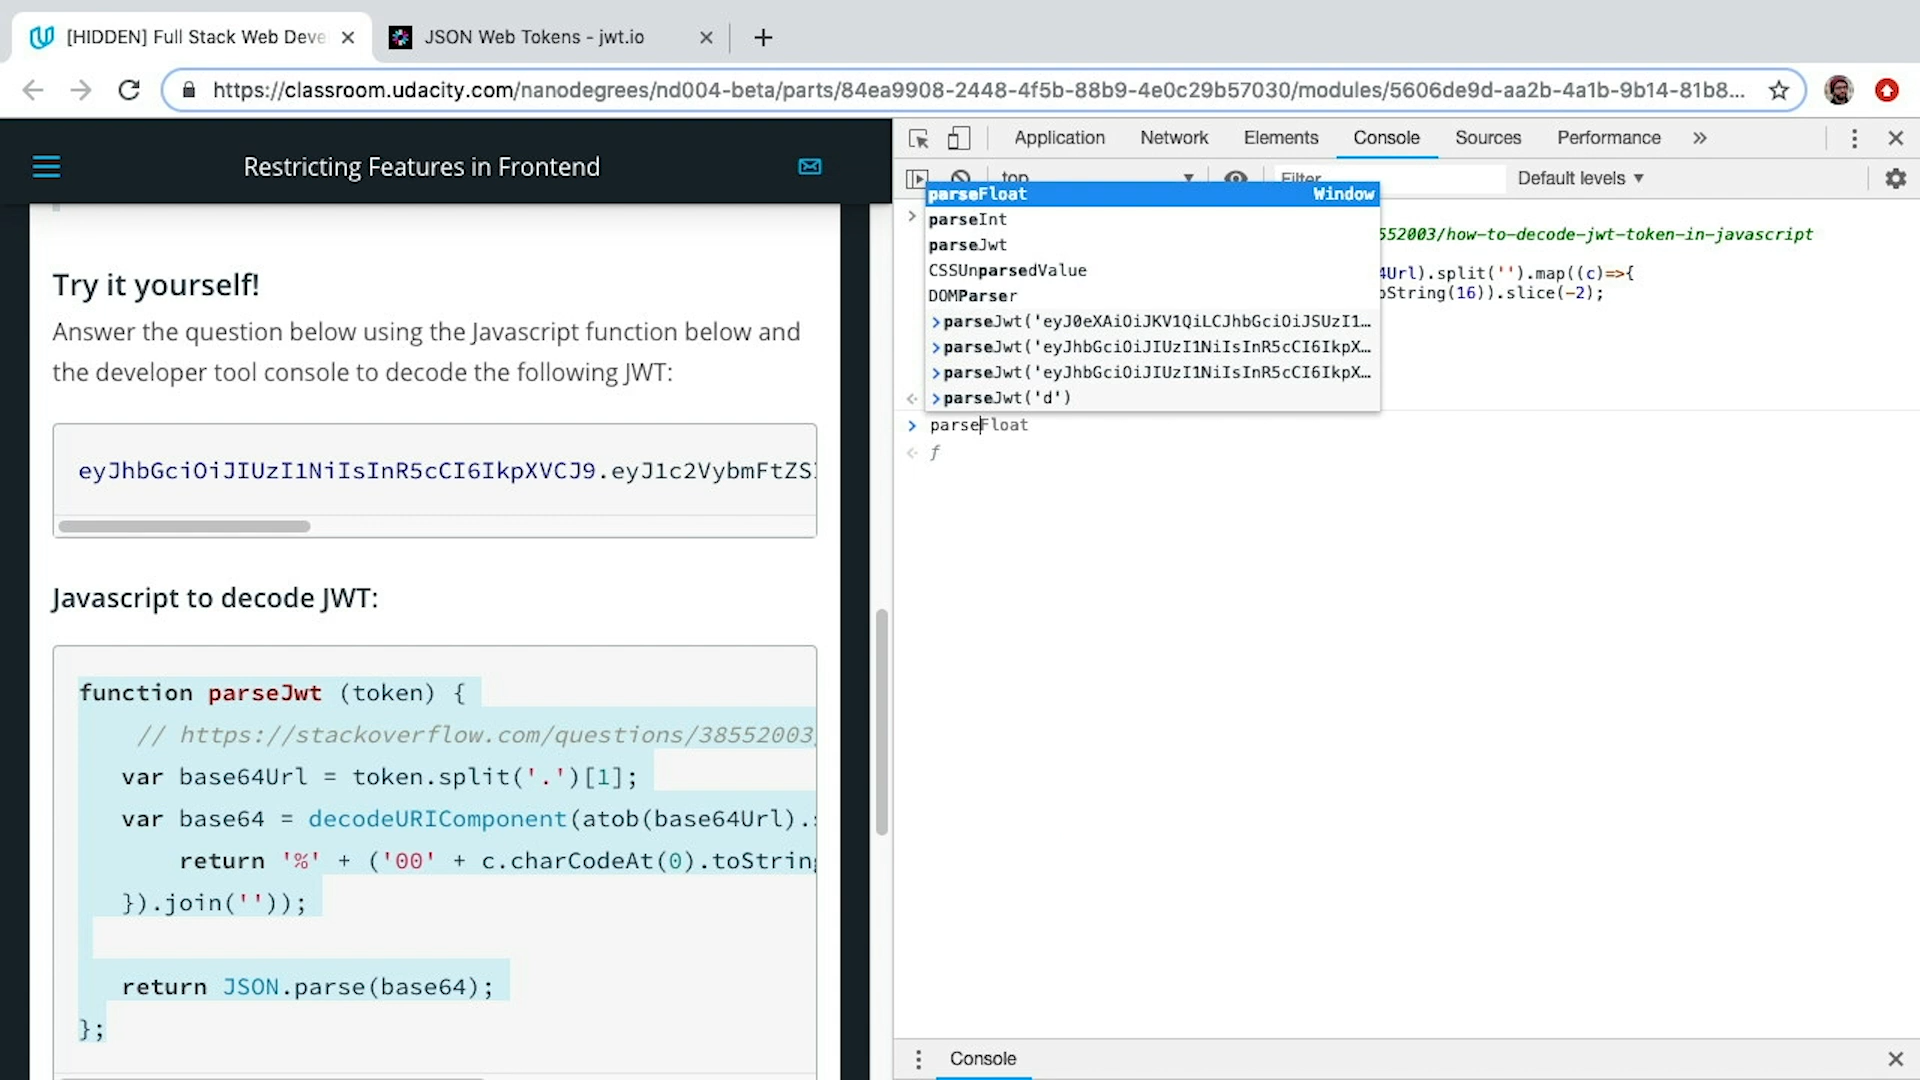 [HIDDEN] Full Stack Web Deve
JSON Web Tokens - jwt.io
https://classroom.udacity.com/nanodegrees/nd004-beta/parts/84ea9908-2448-4f5b-88b9-4e0c29b57030/modules/5606de9d-aa2b-4a1b-9b14-81b8...
Restricting Features in Frontend
Try it yourself!
Answer the question below using the Javascript function below and
the developer tool console to decode the following JWT:
eyJhbGciOiJIUzI1NiIsInR5cCI6IkpXVCJ9.eyJ1c2VybmFtZSI
Javascript to decode JWT:
function parseJwt (token) {
// https://stackoverflow.com/questions/38552003/
var base64Url = token.split('.')[1];
var base64 = decodeURIComponent(atob(base64Url).s
return '%' + ('00' + c.charCodeAt(0).toString
}).join(''));
return JSON.parse(base64);
};
Application Network Elements Console Sources Performance »
top Filter Default levels ▼
parseFloat Window
parseInt
parseJwt
CSSUnparsedValue
DOMParser
>parseJwt('eyJ0eXAiOiJKV1QiLCJhbGciOiJSUzI1…
>parseJwt('eyJhbGciOiJIUzI1NiIsInR5cCI6IkpX…
>parseJwt('eyJhbGciOiJIUzI1NiIsInR5cCI6IkpX…
>parseJwt('d')
552003/how-to-decode-jwt-token-in-javascript
4Url).split('').map((c)=>{
oString(16)).slice(-2);
> parseFloat
f
Console